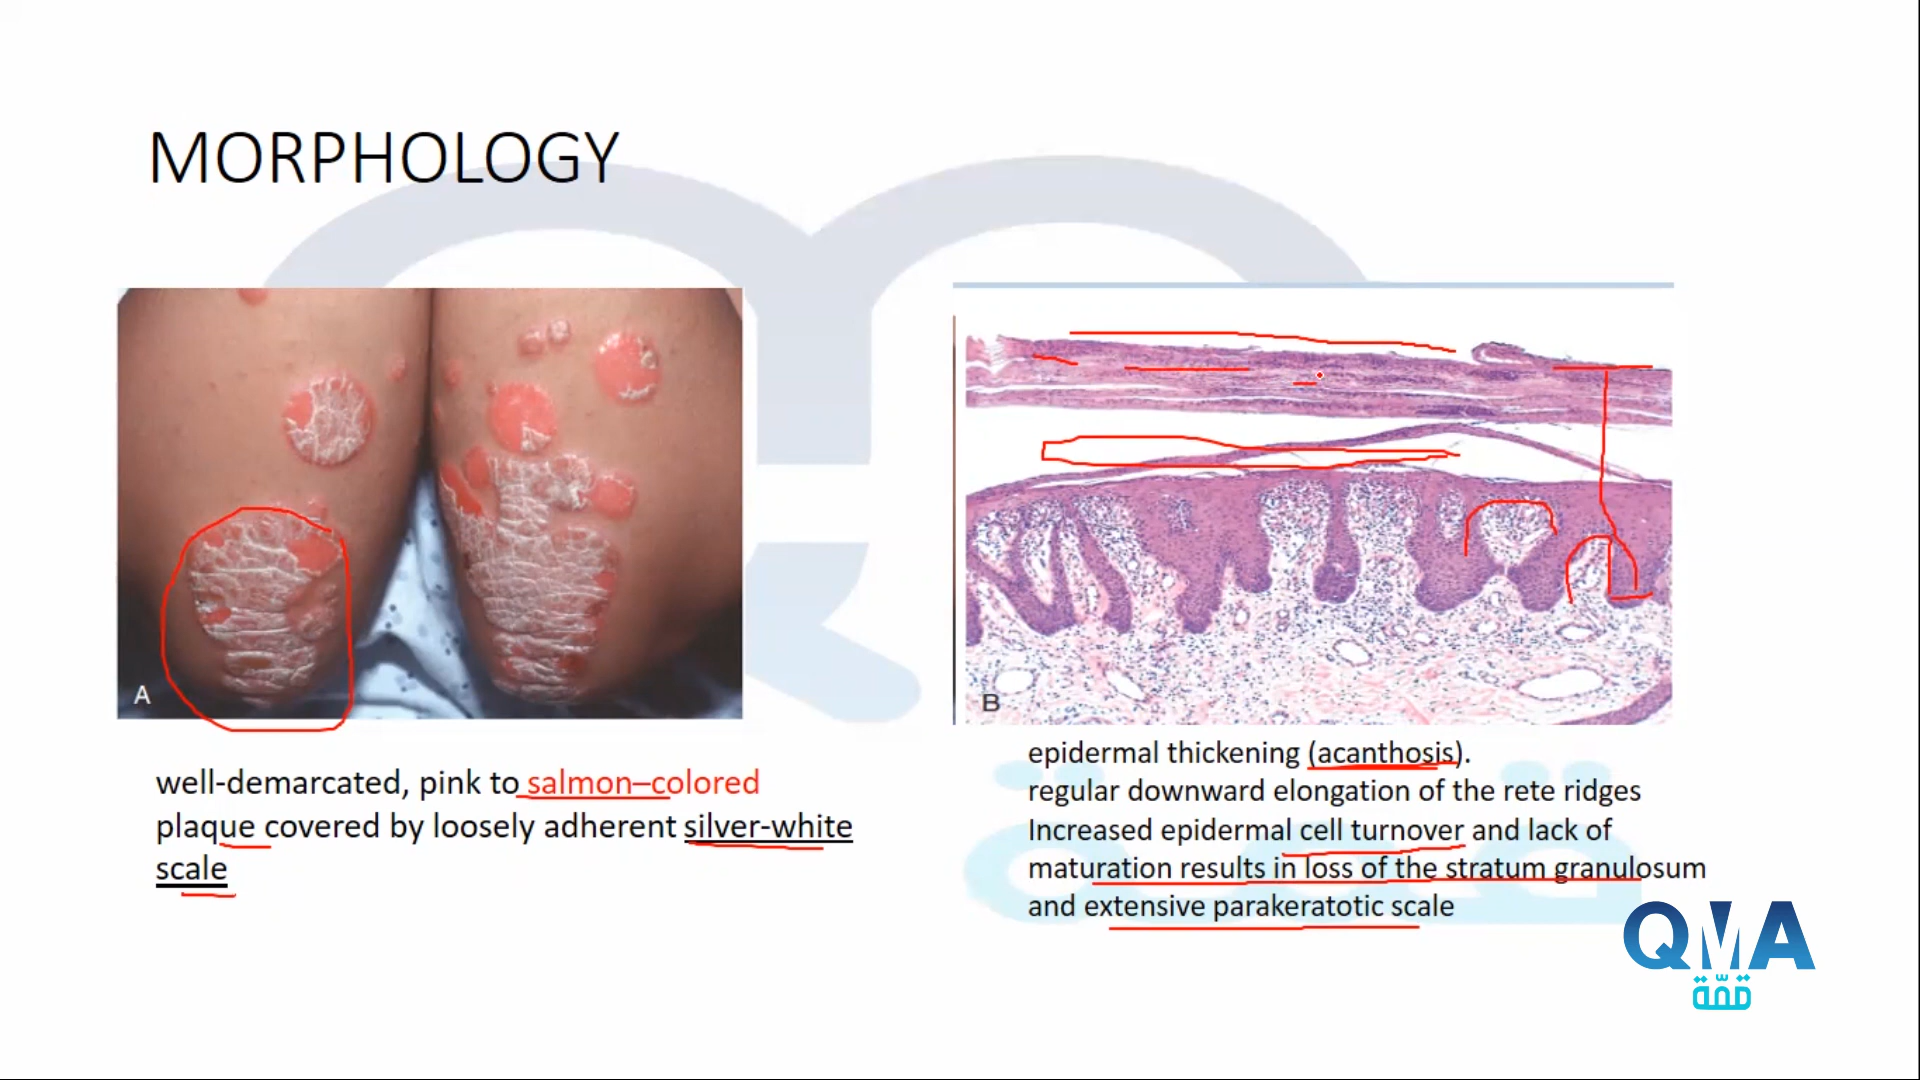 MORPHOLOGY
A
B
well-demarcated, pink to salmon–colored
plaque covered by loosely adherent silver-white
scale
epidermal thickening (acanthosis).
regular downward elongation of the rete ridges
Increased epidermal cell turnover and lack of
maturation results in loss of the stratum granulosum
and extensive parakeratotic scale
QMA
قمّة